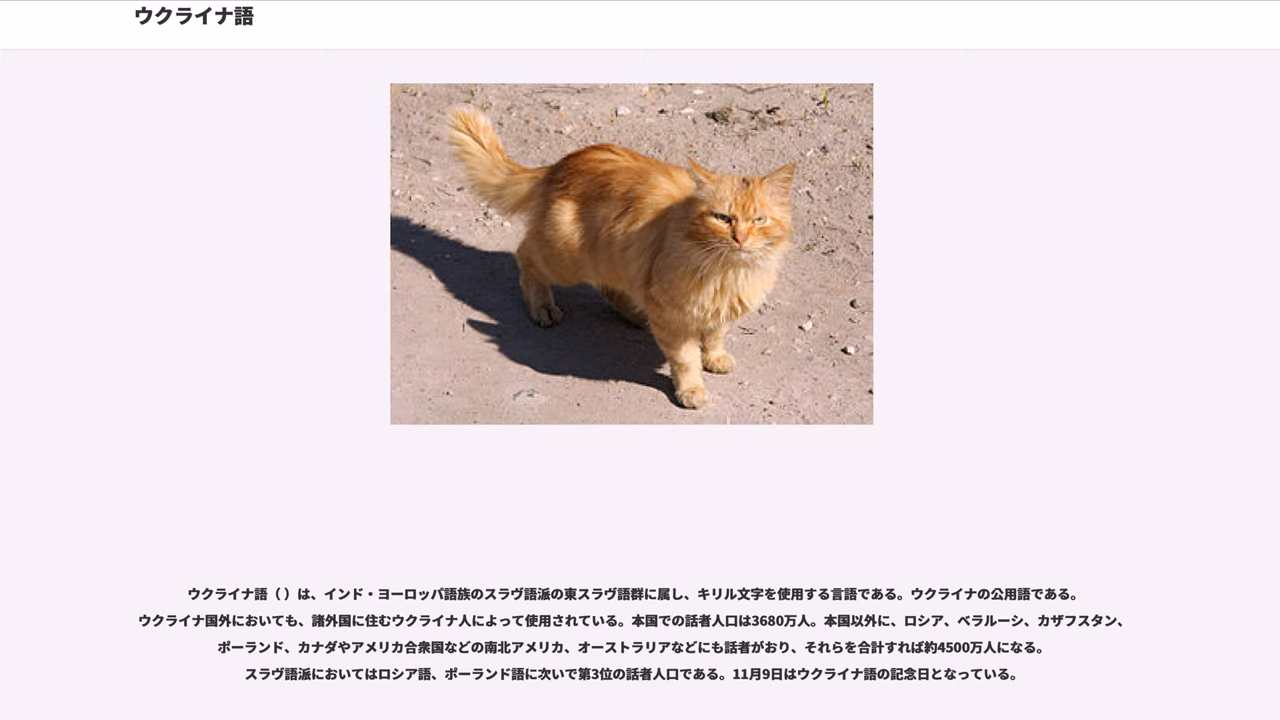 ウクライナ語
ウクライナ語（ ）は、インド・ヨーロッパ語族のスラヴ語派の東スラヴ語群に属し、キリル文字を使用する言語である。ウクライナの公用語である。
ウクライナ国外においても、諸外国に住むウクライナ人によって使用されている。本国での話者人口は3680万人。本国以外に、ロシア、ベラルーシ、カザフスタン、
ポーランド、カナダやアメリカ合衆国などの南北アメリカ、オーストラリアなどにも話者がおり、それらを合計すれば約4500万人になる。
スラヴ語派においてはロシア語、ポーランド語に次いで第3位の話者人口である。11月9日はウクライナ語の記念日となっている。